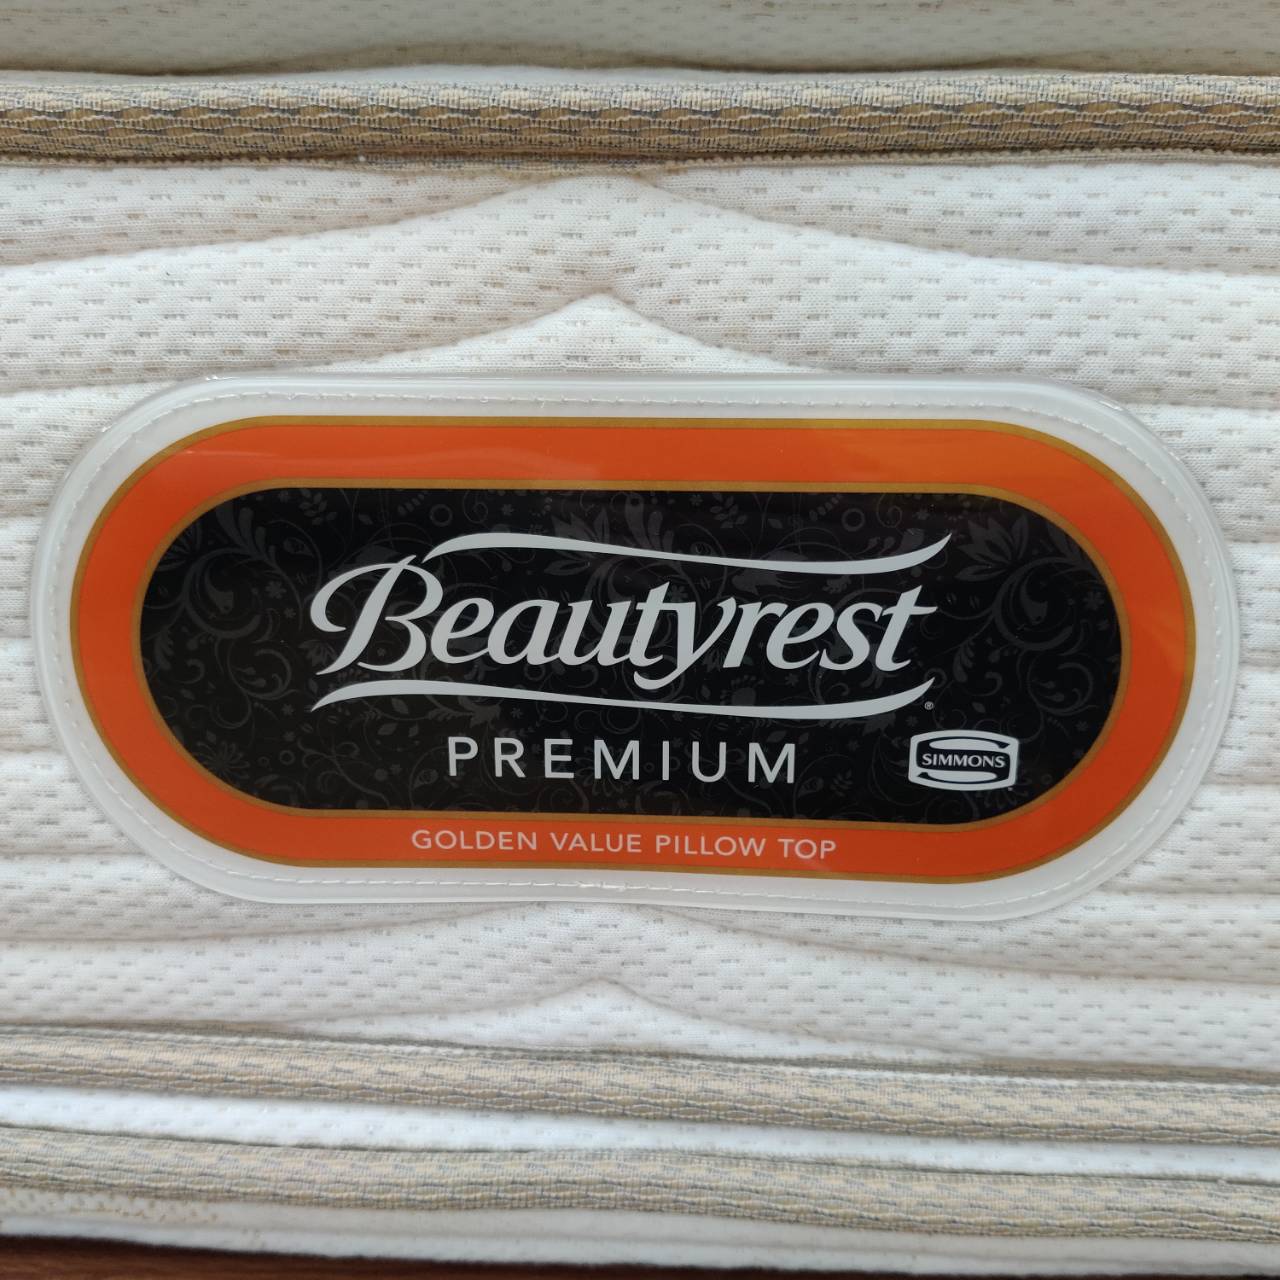 Beautyrest®
PREMIUM
SIMMONS
GOLDEN VALUE PILLOW TOP